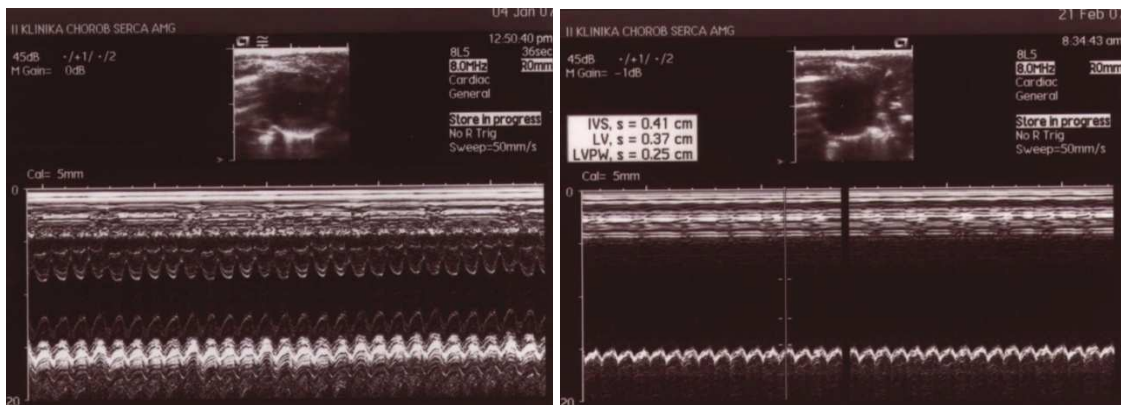 04 Jan 07
II KLINIKA CHOROB SERCA AMG
12:50:40 pm
45dB ·/+1/ ·/2
M Gain= 0dB
8L5 36sec
8.0MHz R0mm
Cardiac
General
Store in progress
No R Trig
Sweep=50mm/s
Cal= 5mm
0
20
21 Feb 0
II KLINIKA CHOROB SERCA AMG
8:34:43 am
45dB ·/+1/ ·/2
M Gain= -1dB
8L5
8.0MHz R0mm
Cardiac
General
IVS, s = 0.41 cm
LV, s = 0.37 cm
LVPW, s = 0.25 cm
Store in progress
No R Trig
Sweep=50mm/s
Cal= 5mm
0
20